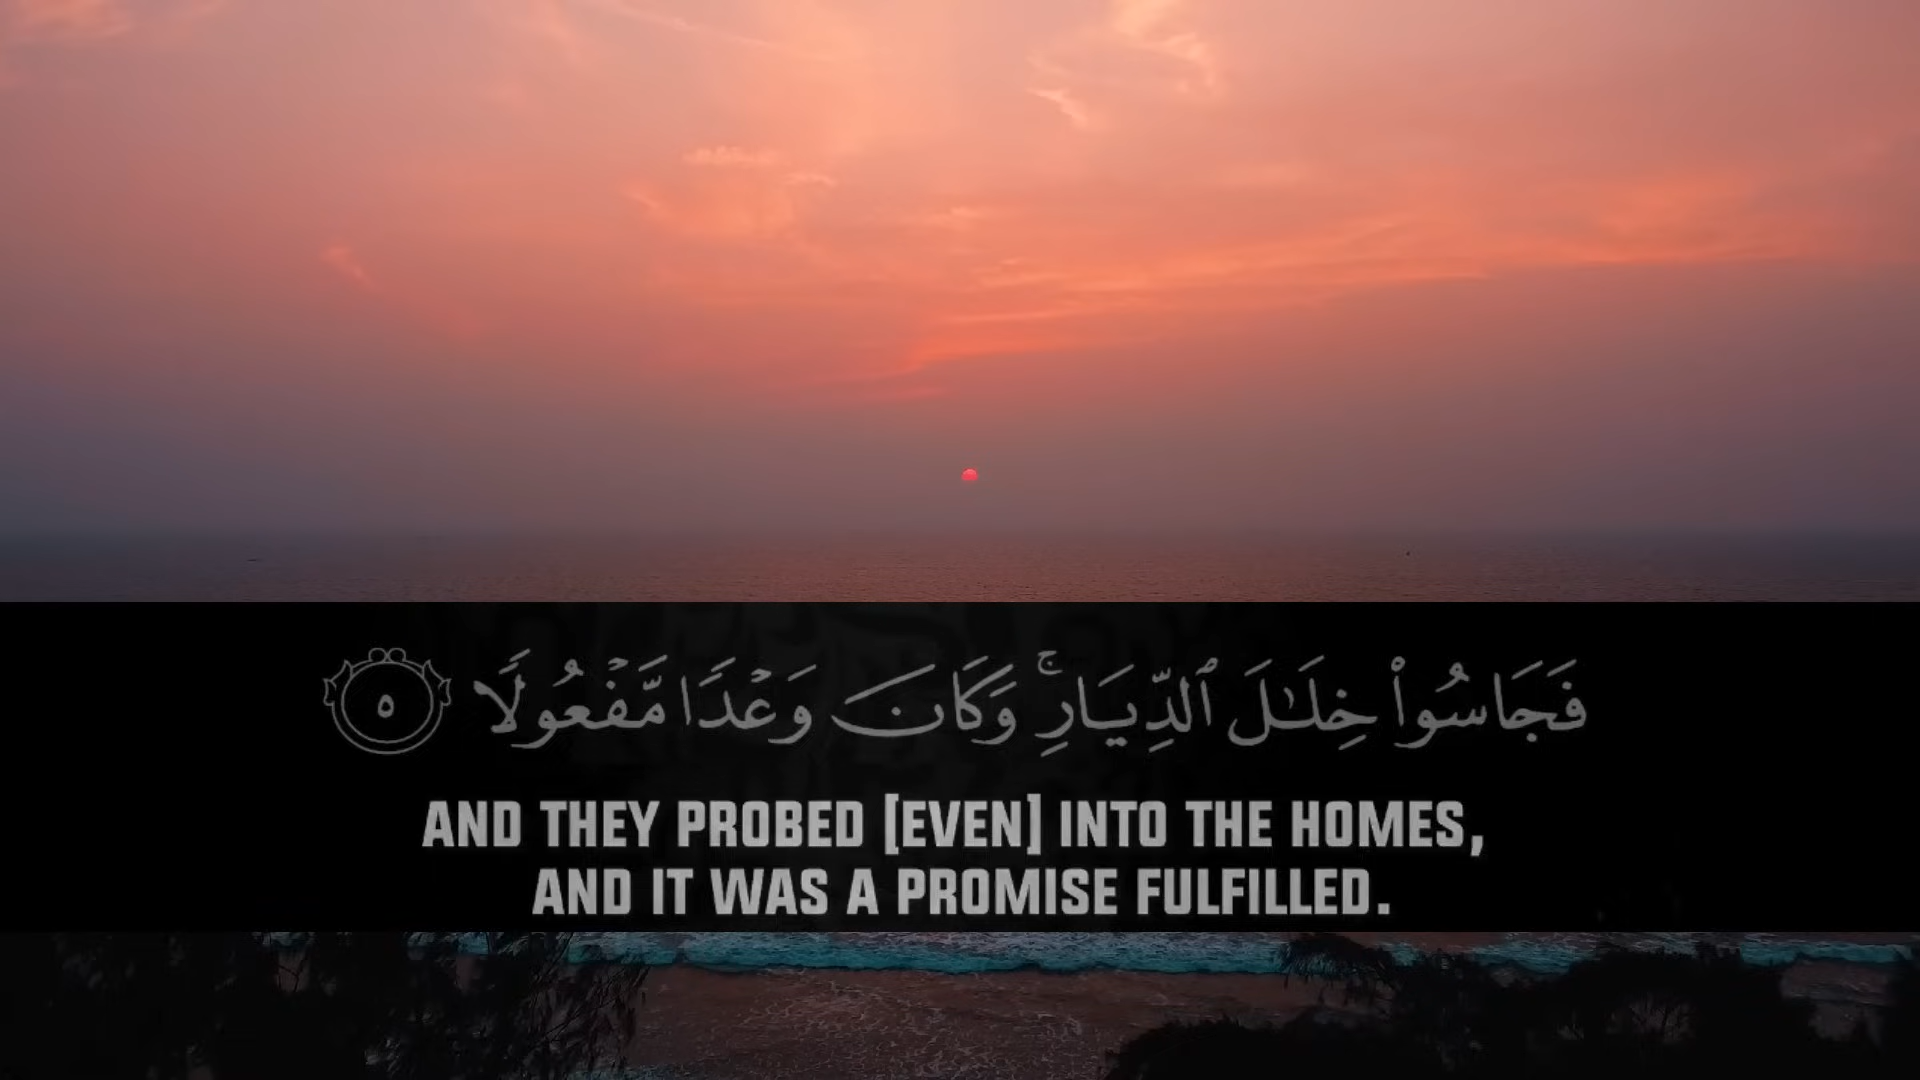 فَجَاسُوا۟ خِلَـٰلَ ٱلدِّيَارِ ۚ وَكَانَ وَعْدًا مَّفْعُولًا ٥
AND THEY PROBED [EVEN] INTO THE HOMES,
AND IT WAS A PROMISE FULFILLED.